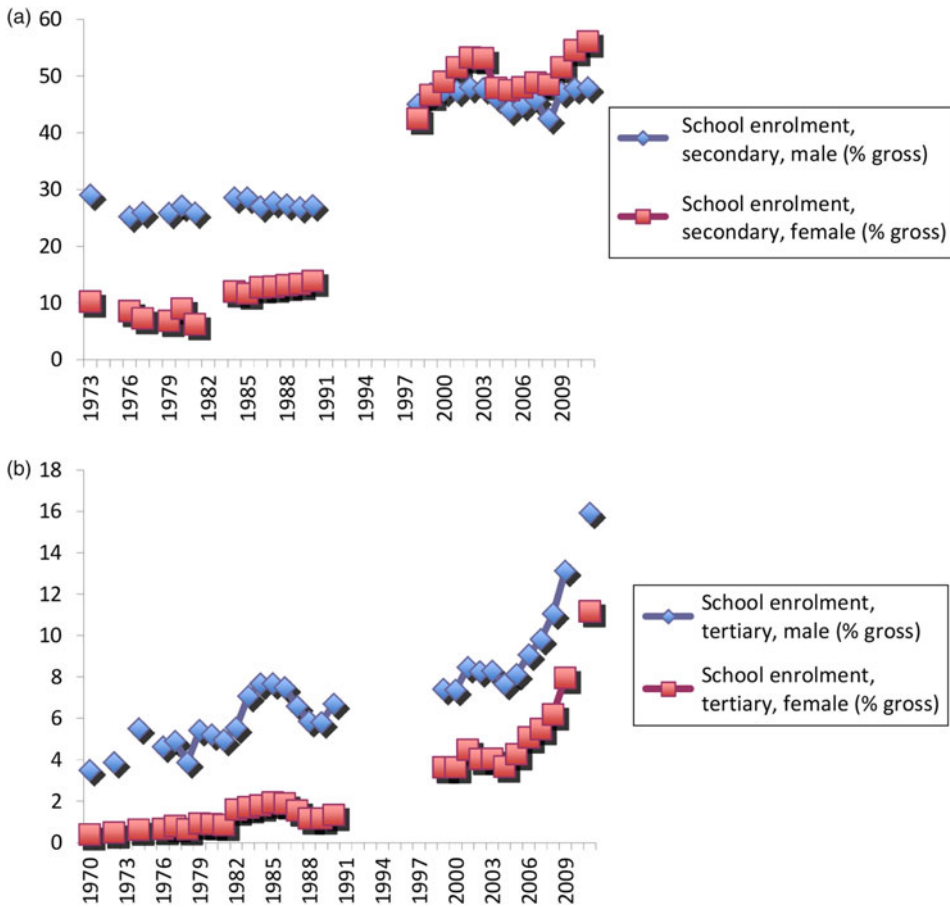 (a)
60
50
40
30
20
10
0
1973 1976 1979 1982 1985 1988 1991 1994 1997 2000 2003 2006 2009
School enrolment,
secondary, male (% gross)
School enrolment,
secondary, female (% gross)
(b)
18
16
14
12
10
8
6
4
2
0
1970 1973 1976 1979 1982 1985 1988 1991 1994 1997 2000 2003 2006 2009
School enrolment,
tertiary, male (% gross)
School enrolment,
tertiary, female (% gross)